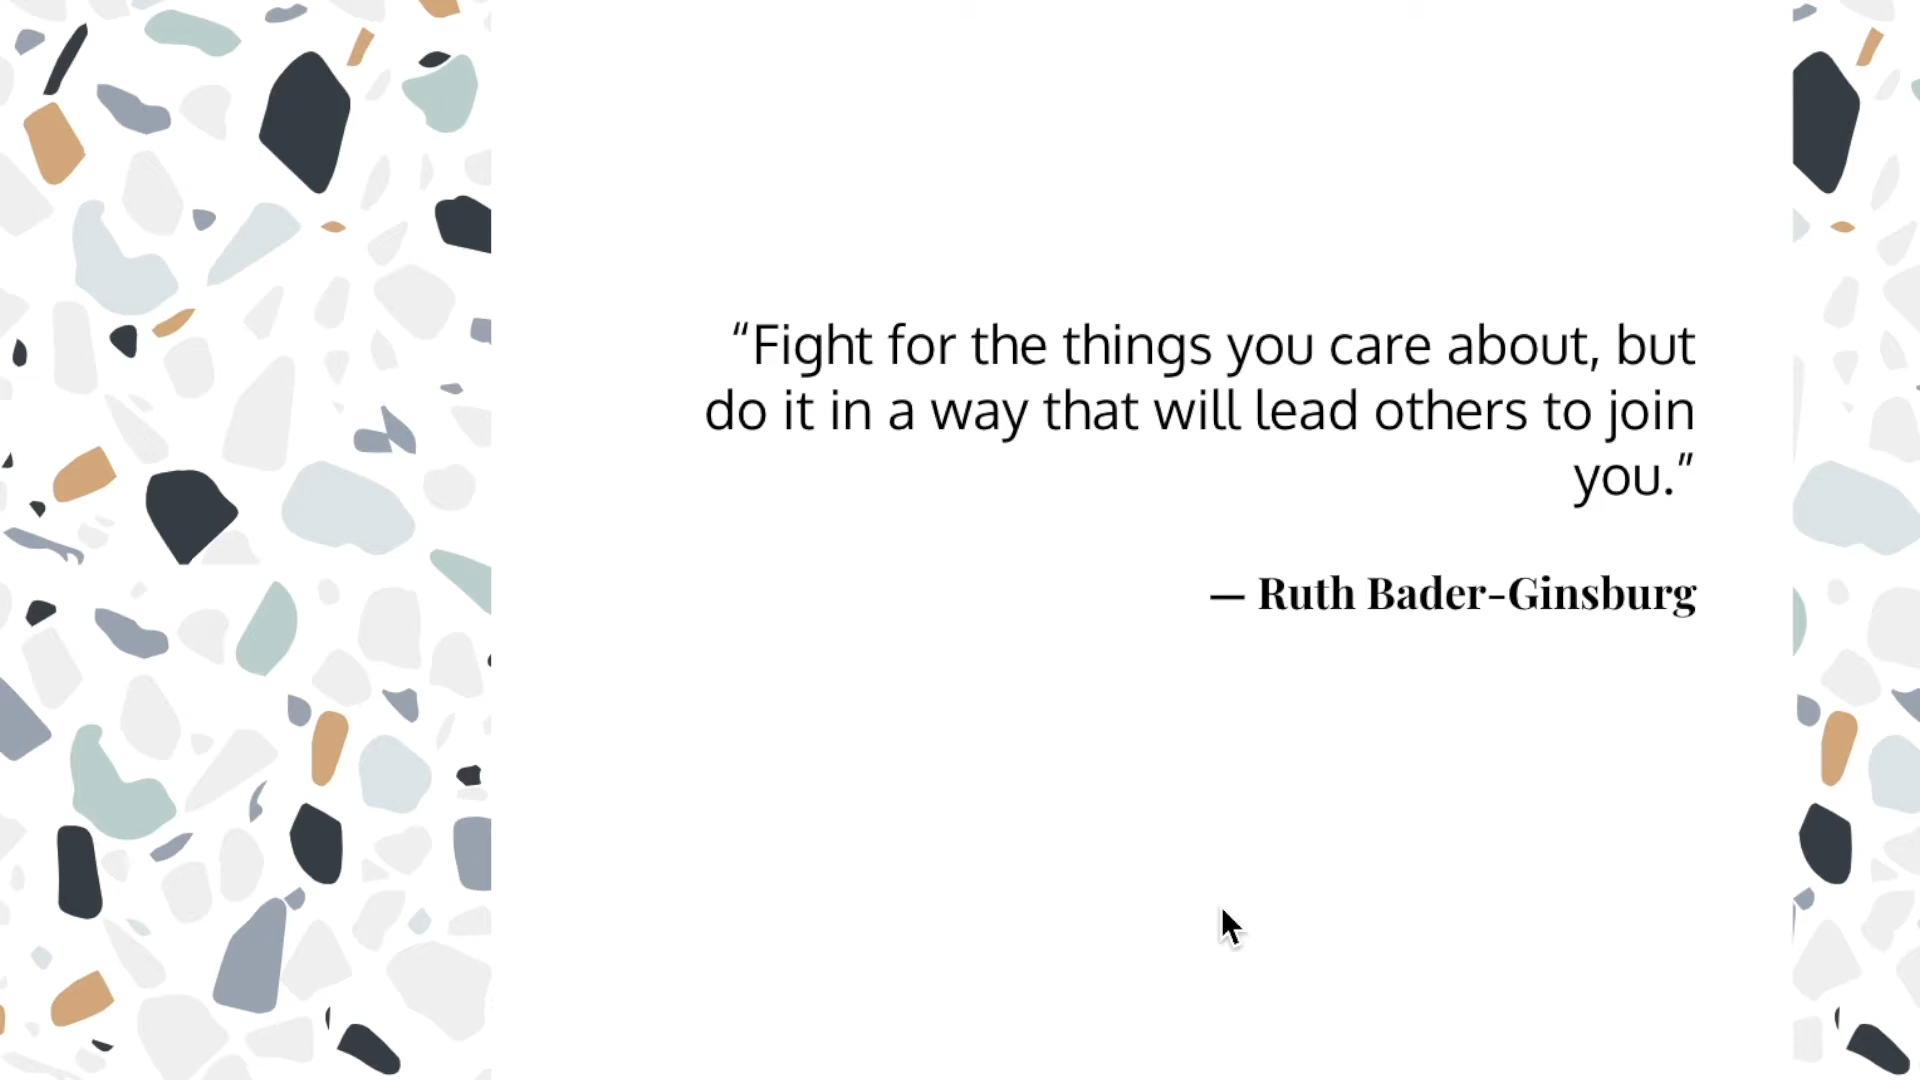 “Fight for the things you care about, but
do it in a way that will lead others to join
you.”
— Ruth Bader-Ginsburg